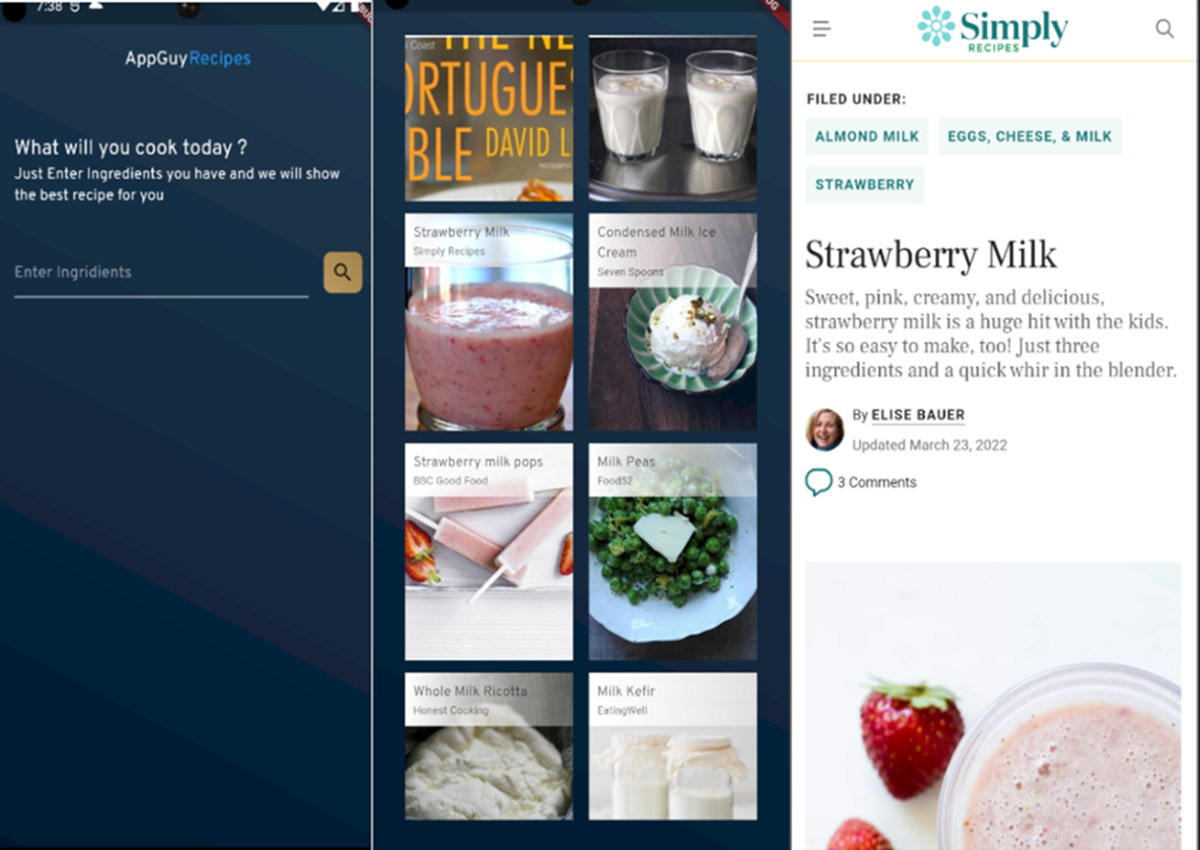 7:38
AppGuyRecipes
What will you cook today ?
Just Enter Ingredients you have and we will show
the best recipe for you
Enter Ingridients
Coast
THE NE
ORTUGUES
BLE DAVID L
Strawberry Milk
Simply Recipes
Condensed Milk Ice
Cream
Seven Spoons
Strawberry milk pops
BBC Good Food
Milk Peas
Food52
Whole Milk Ricotta
Honest Cooking
Milk Kefir
EatingWell
Simply
RECIPES
FILED UNDER:
ALMOND MILK
EGGS, CHEESE, & MILK
STRAWBERRY
Strawberry Milk
Sweet, pink, creamy, and delicious,
strawberry milk is a huge hit with the kids.
It's so easy to make, too! Just three
ingredients and a quick whir in the blender.
By ELISE BAUER
Updated March 23, 2022
3 Comments